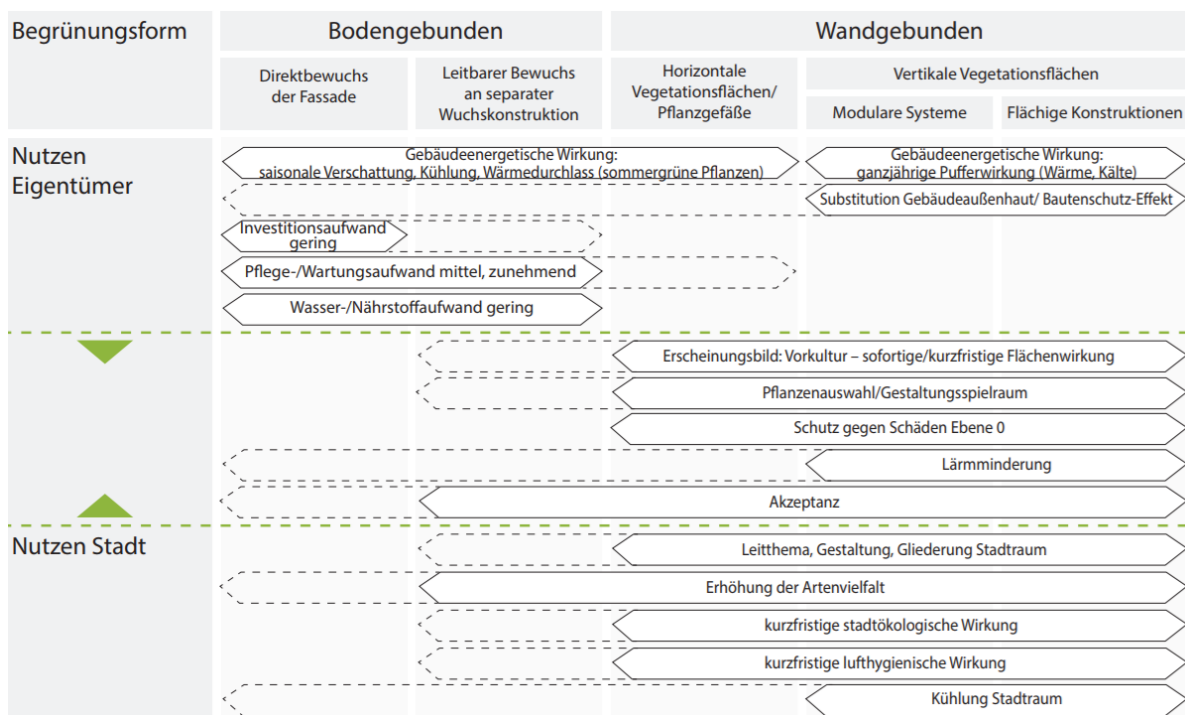 Begrünungsform
Bodengebunden
Wandgebunden
Direktbewuchs
der Fassade
Leitbarer Bewuchs
an separater
Wuchskonstruktion
Horizontale
Vegetationsflächen/
Pflanzgefäße
Vertikale Vegetationsflächen
Modulare Systeme
Flächige Konstruktionen
Nutzen
Eigentümer
Gebäudeenergetische Wirkung:
saisonale Verschattung, Kühlung, Wärmedurchlass (sommergrüne Pflanzen)
Gebäudeenergetische Wirkung:
ganzjährige Pufferwirkung (Wärme, Kälte)
Substitution Gebäudeaußenhaut/ Bautenschutz-Effekt
Investitionsaufwand
gering
Pflege-/Wartungsaufwand mittel, zunehmend
Wasser-/Nährstoffaufwand gering
Erscheinungsbild: Vorkultur – sofortige/kurzfristige Flächenwirkung
Pflanzenauswahl/Gestaltungsspielraum
Schutz gegen Schäden Ebene 0
Lärmminderung
Akzeptanz
Nutzen Stadt
Leitthema, Gestaltung, Gliederung Stadtraum
Erhöhung der Artenvielfalt
kurzfristige stadtökologische Wirkung
kurzfristige lufthygienische Wirkung
Kühlung Stadtraum